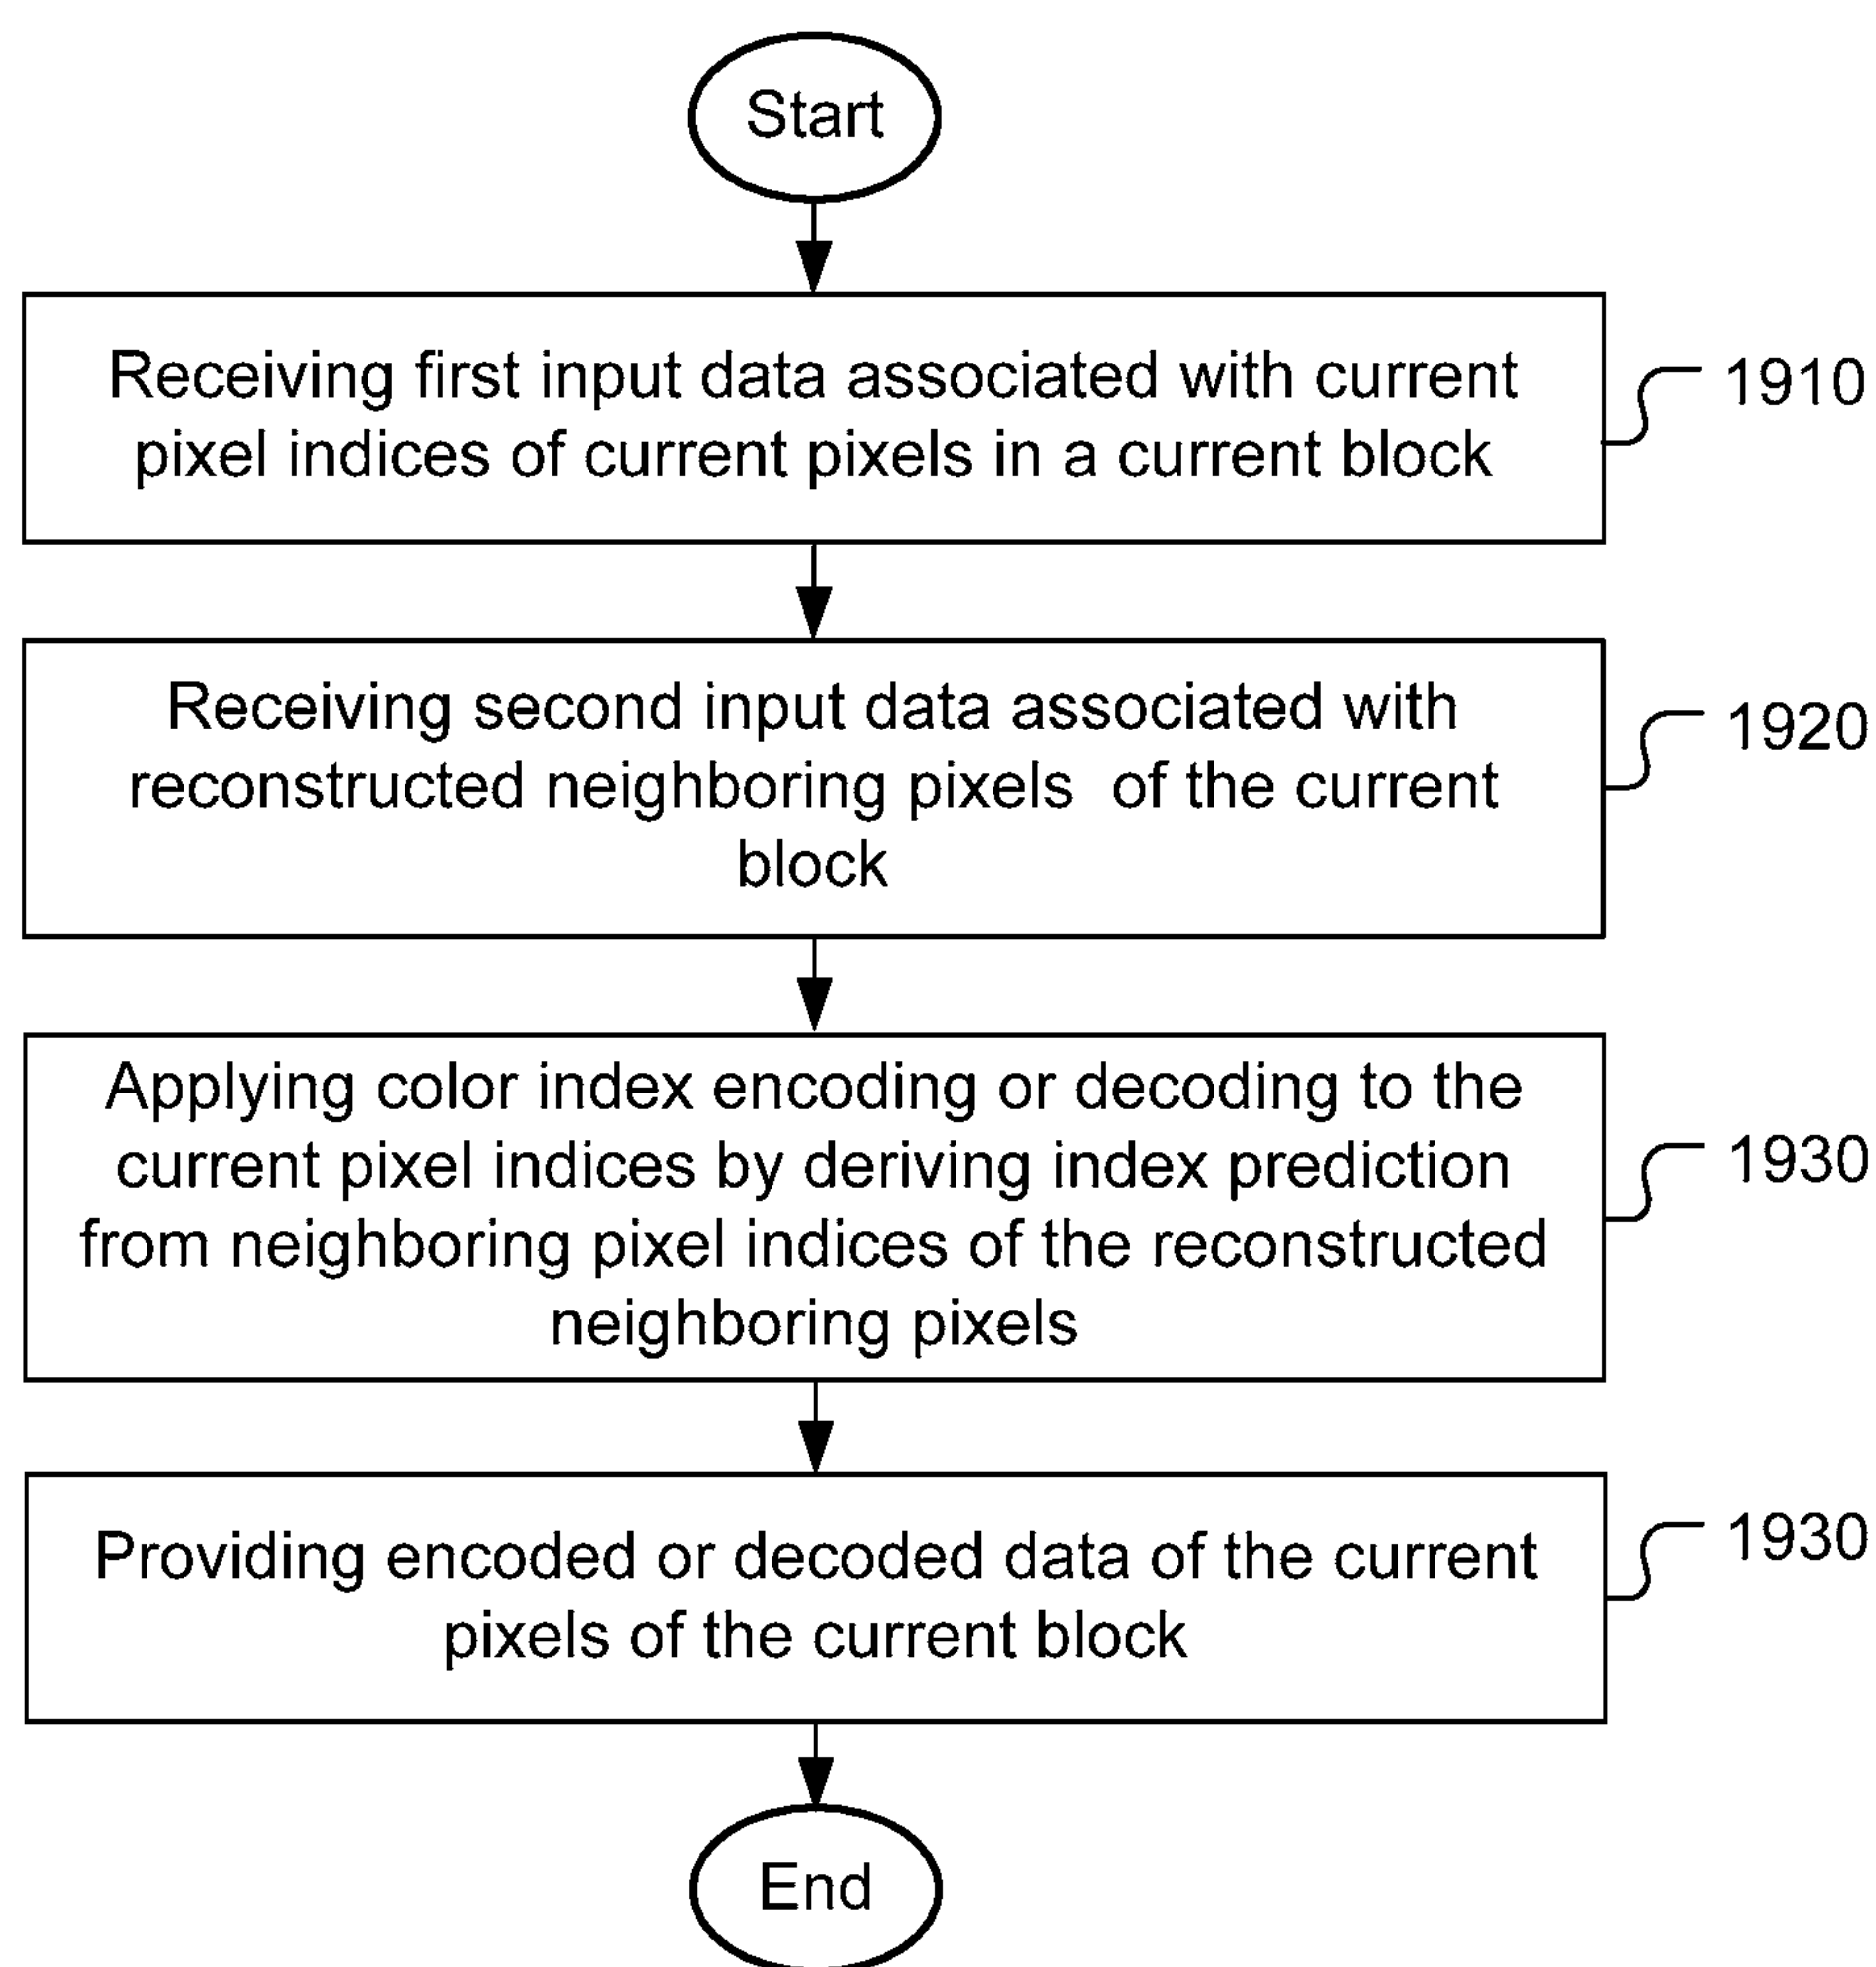 Start
Receiving first input data associated with current
pixel indices of current pixels in a current block
1910
Receiving second input data associated with
reconstructed neighboring pixels of the current
block
1920
Applying color index encoding or decoding to the
current pixel indices by deriving index prediction
from neighboring pixel indices of the reconstructed
neighboring pixels
1930
Providing encoded or decoded data of the current
pixels of the current block
1930
End